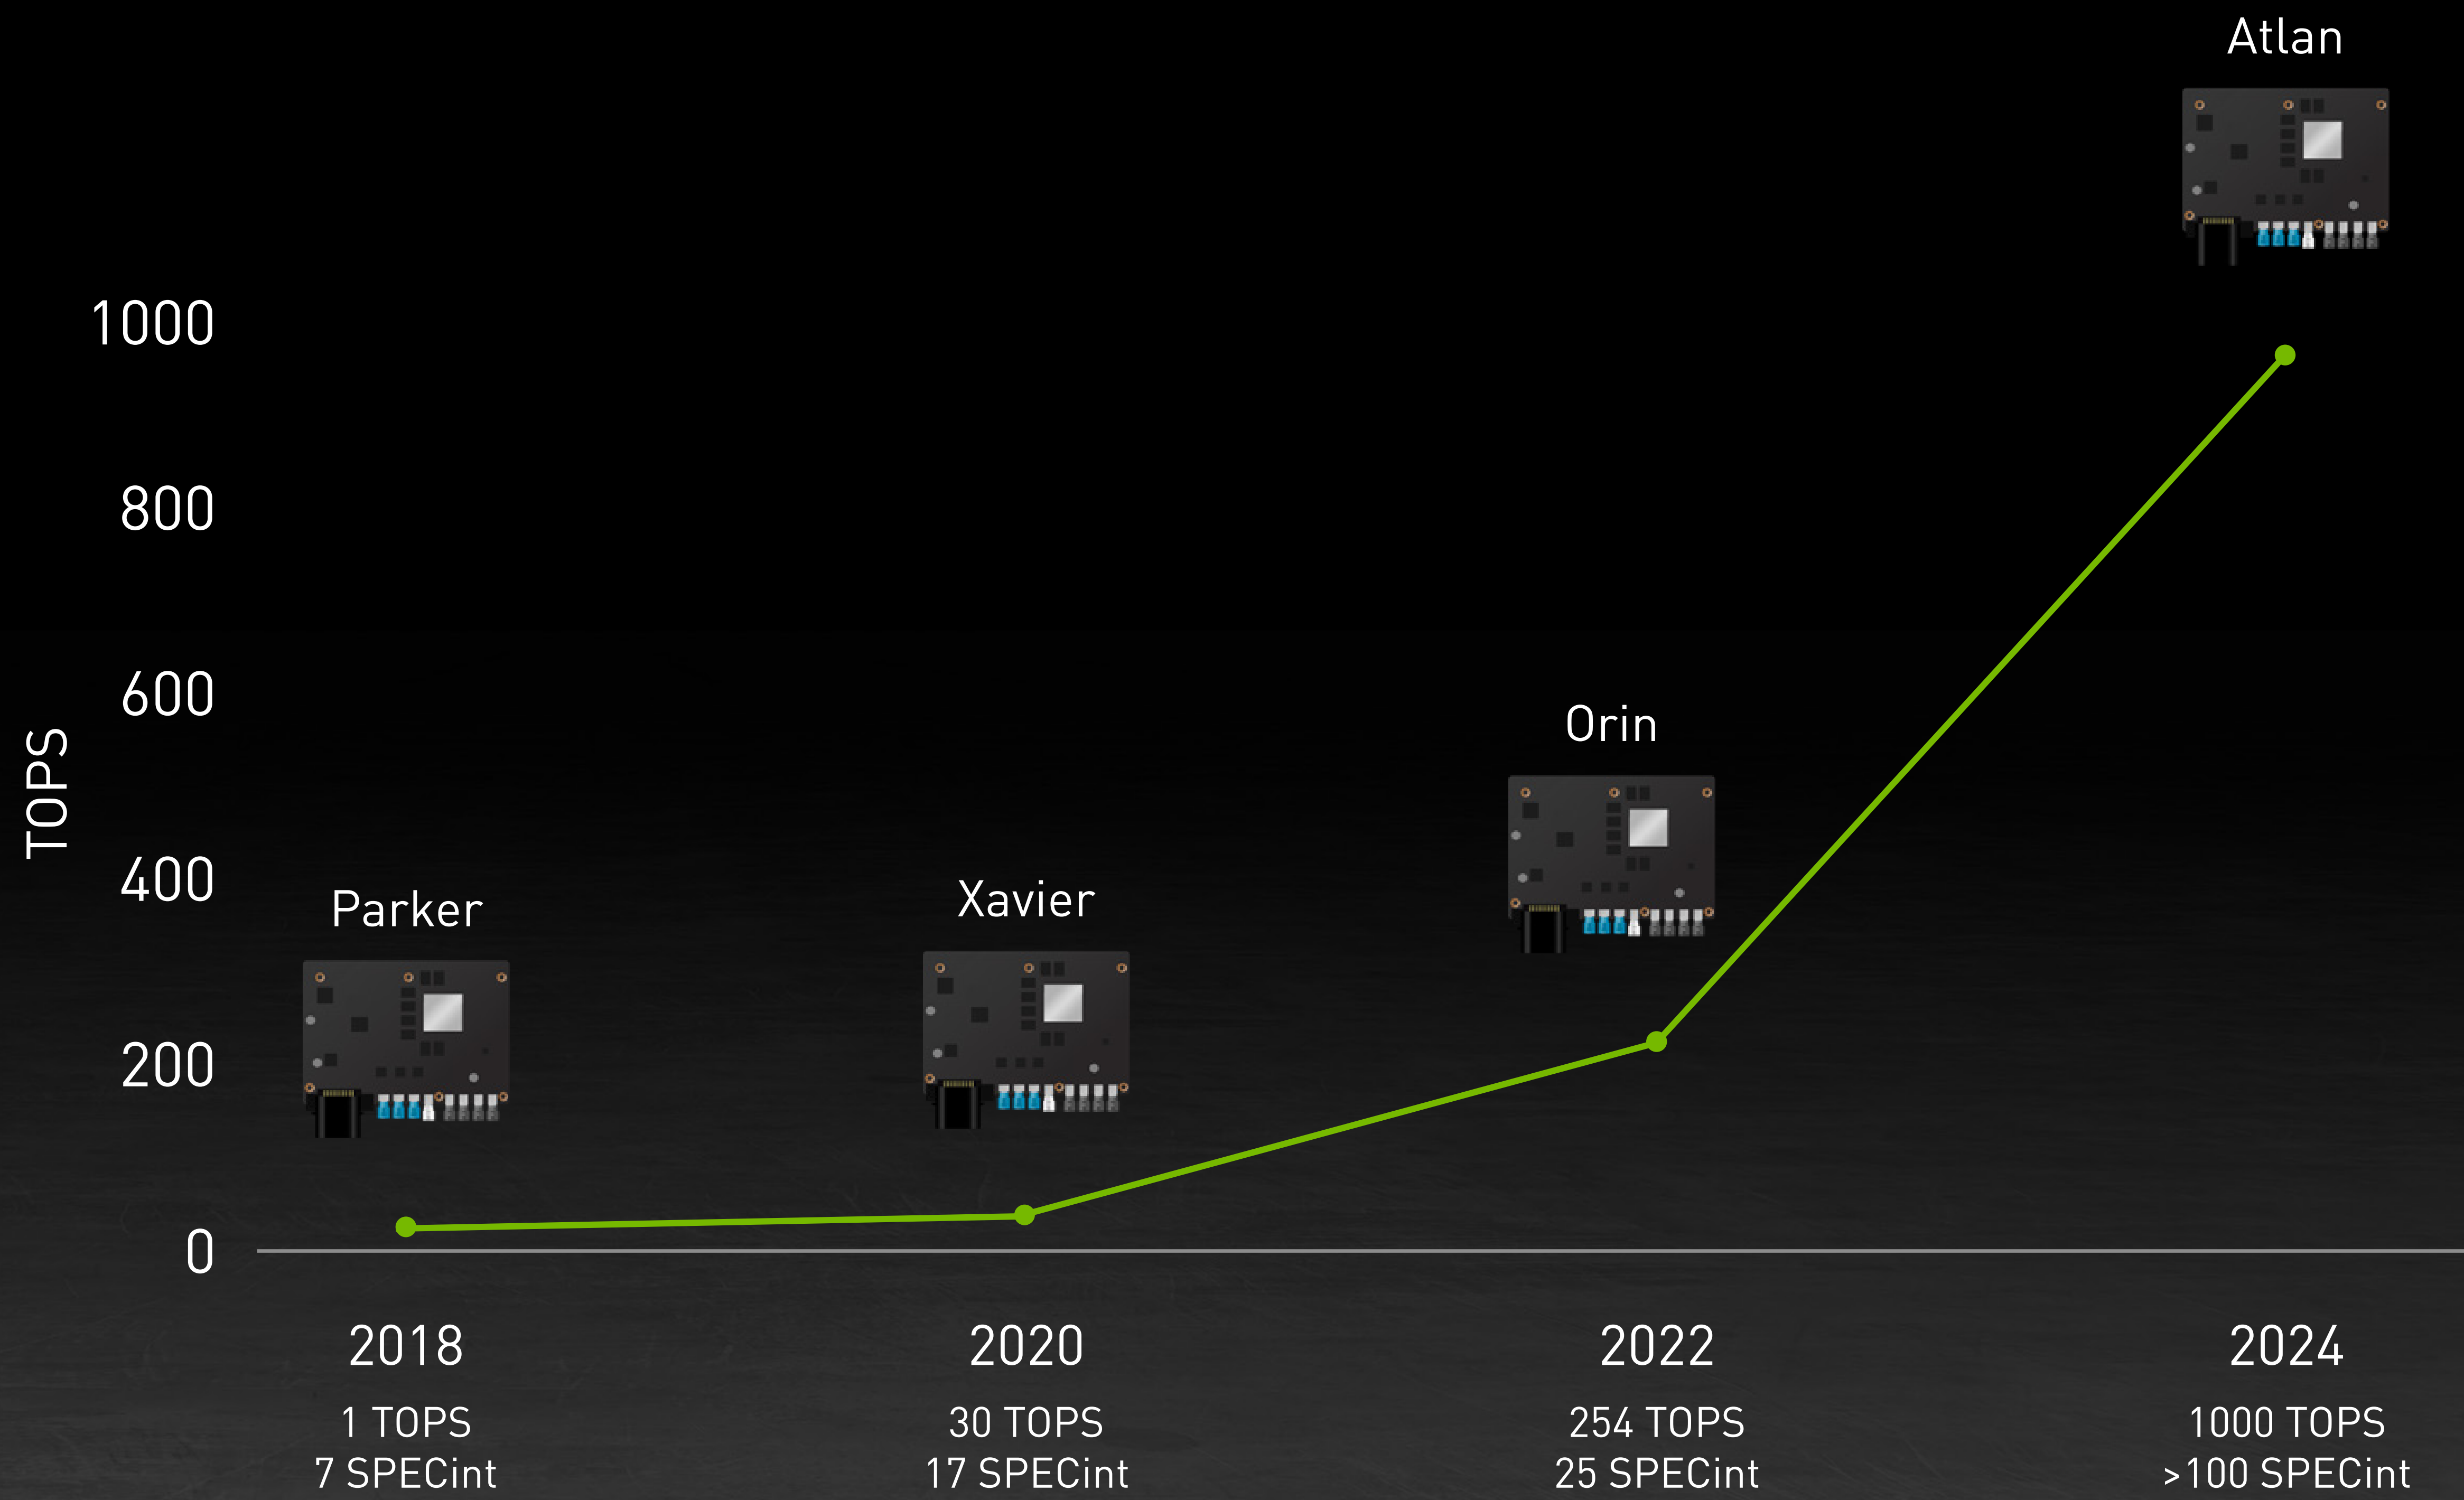 Atlan
1000
800
600
Orin
TOPS
400
Parker
Xavier
200
0
2018
2020
2022
2024
1 TOPS
30 TOPS
254 TOPS
1000 TOPS
7 SPECint
17 SPECint
25 SPECint
>100 SPECint